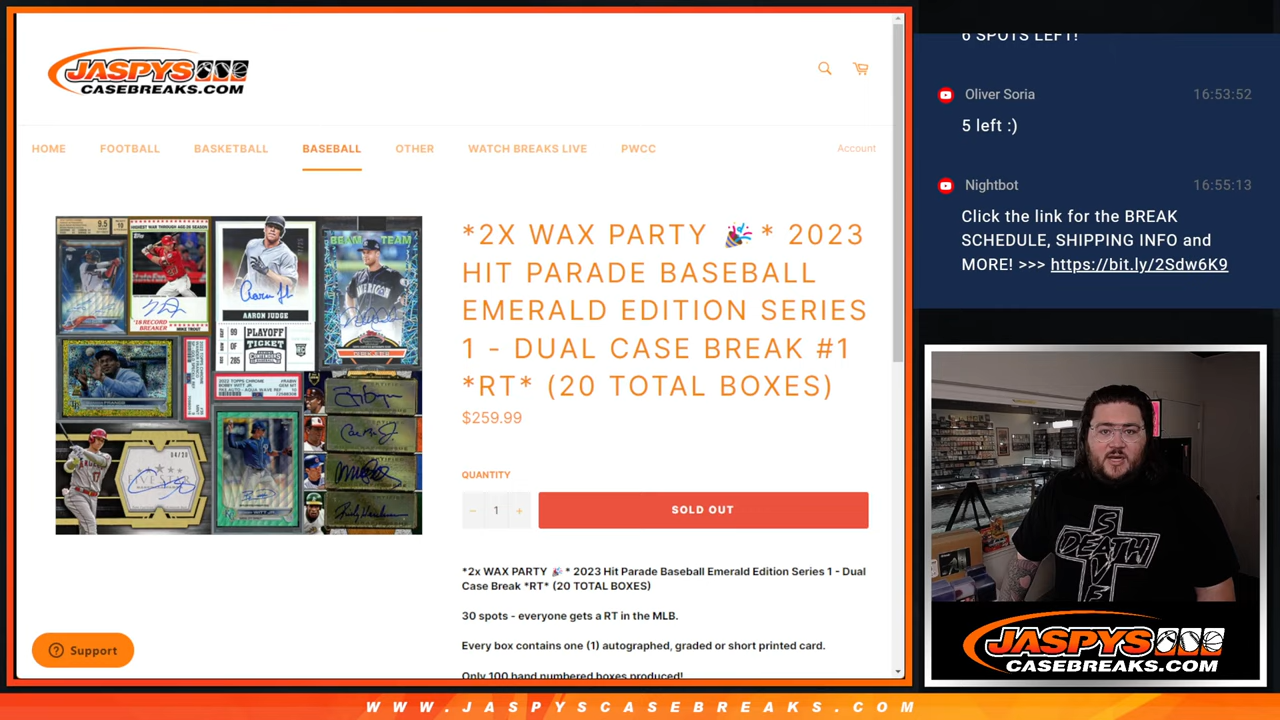 JASPYS
CASEBREAKS.COM
HOME
FOOTBALL
BASKETBALL
BASEBALL
OTHER
WATCH BREAKS LIVE
PWCC
Account
AARON JUDGE
PLAYOFF
TICKET
*2X WAX PARTY 🎉* 2023
HIT PARADE BASEBALL
EMERALD EDITION SERIES
1 - DUAL CASE BREAK #1
*RT* (20 TOTAL BOXES)
$259.99
QUANTITY
− 1 +
SOLD OUT
*2x WAX PARTY 🎉 * 2023 Hit Parade Baseball Emerald Edition Series 1 - Dual
Case Break *RT* (20 TOTAL BOXES)
30 spots - everyone gets a RT in the MLB.
Every box contains one (1) autographed, graded or short printed card.
Only 100 hand numbered boxes produced!
Support
6 SPOTS LEFT!
Oliver Soria 16:53:52
5 left :)
Nightbot 16:55:13
Click the link for the BREAK
SCHEDULE, SHIPPING INFO and
MORE! >>> https://bit.ly/2Sdw6K9
DEATH
SAVE
JASPYS
CASEBREAKS.COM
WWW.JASPYSCASEBREAKS.COM